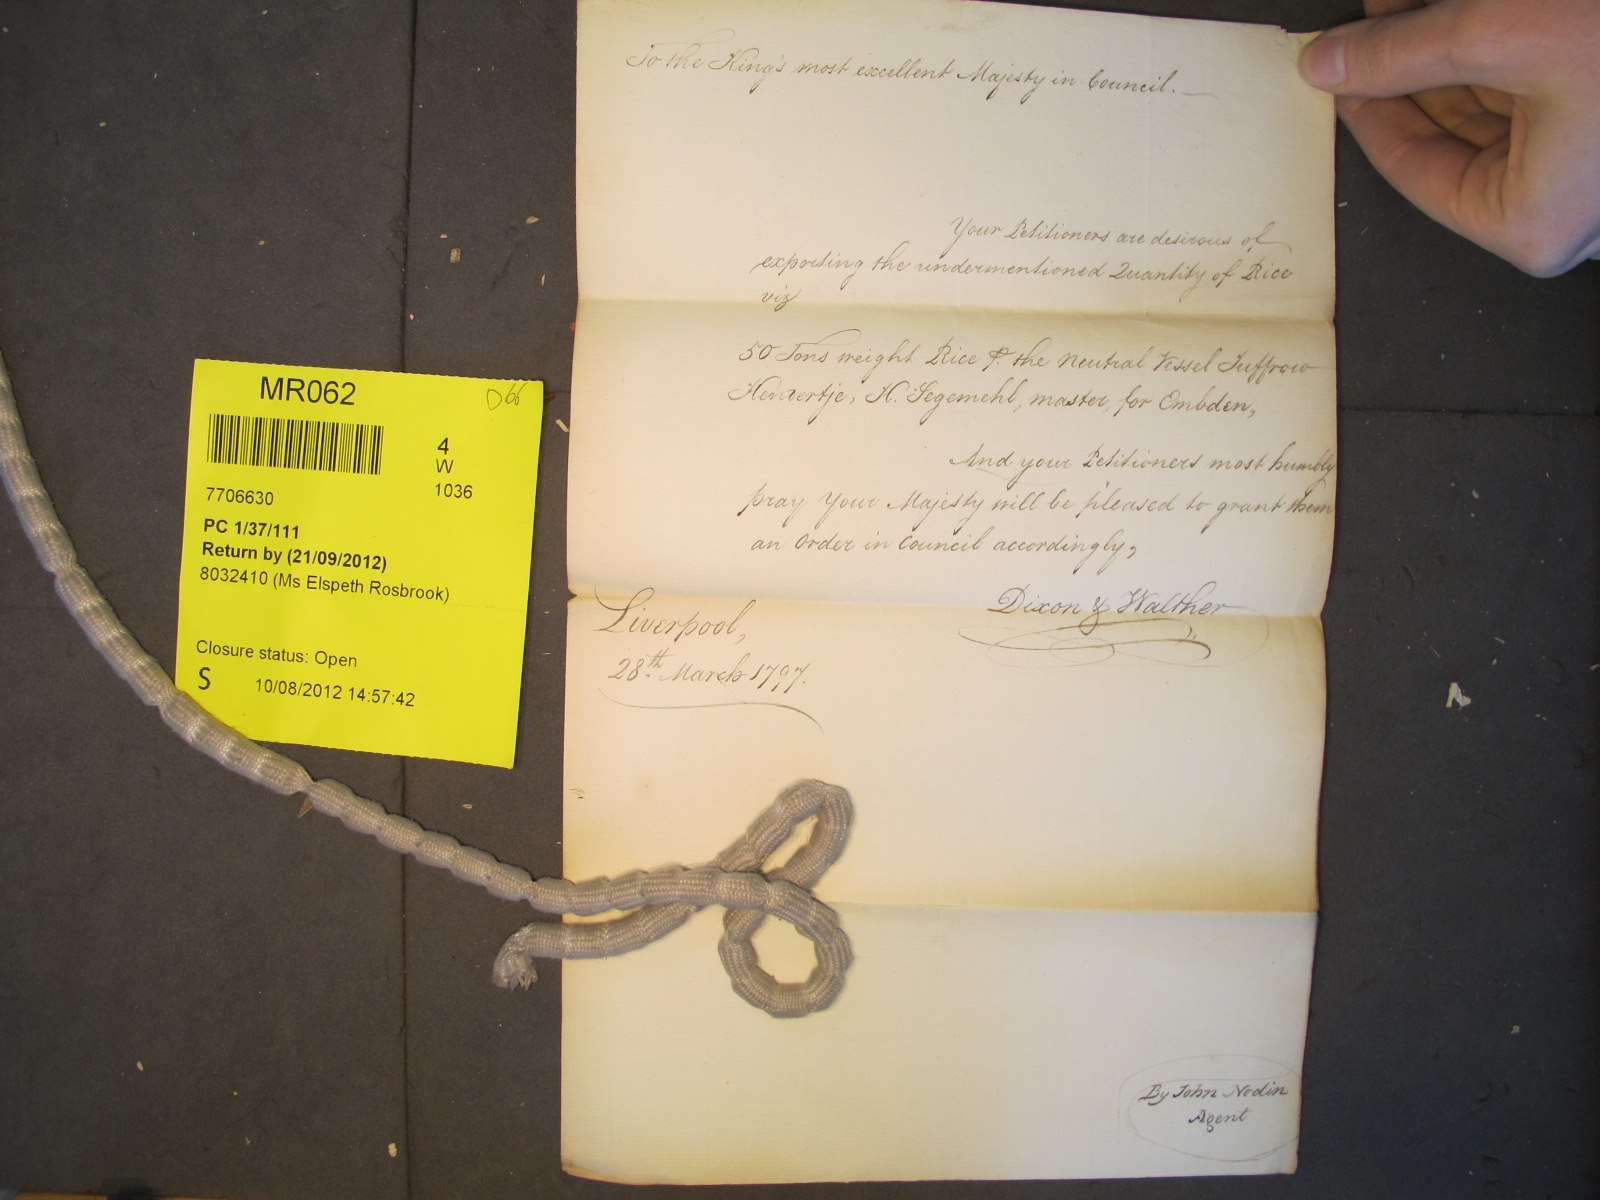 To the King's most excellent Majesty in Council.
Your Petitioners are desirous of
exporting the undermentioned Quantity of Rice
viz
50 Tons weight Rice P. the Neutral Vessel Juffrow
H. Segemehl, master, for Embden,
And your Petitioners most humbly
pray Your Majesty will be pleased to grant them
an Order in Council accordingly,
Dixon & Walther
Liverpool,
28th March 1797.
By John Nodin
Agent
MR062
D66
4
W
1036
7706630
PC 1/37/111
Return by (21/09/2012)
8032410 (Ms Elspeth Rosbrook)
Closure status: Open
S 10/08/2012 14:57:42